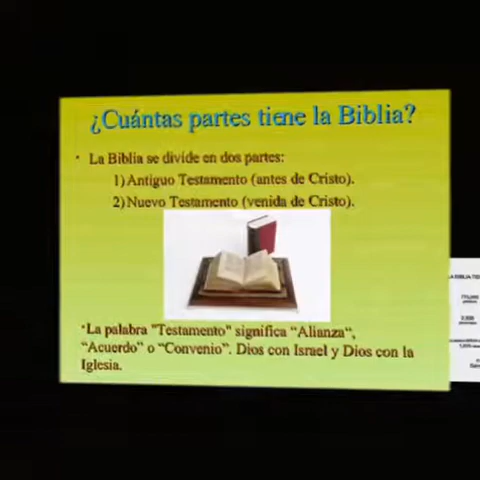 ¿Cuántas partes tiene la Biblia?
• La Biblia se divide en dos partes:
1) Antiguo Testamento (antes de Cristo).
2) Nuevo Testamento (venida de Cristo).
•La palabra "Testamento" significa “Alianza“,
“Acuerdo” o “Convenio”. Dios con Israel y Dios con la
Iglesia.